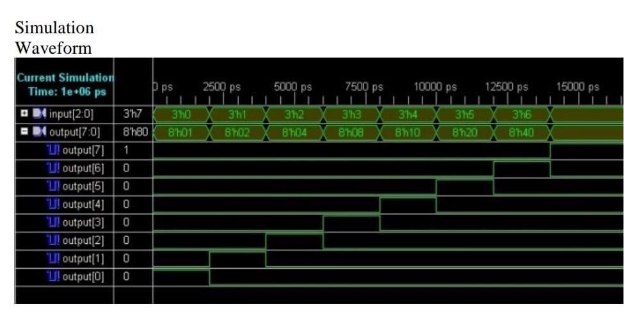 Simulation
Waveform
Current Simulation
Time: 1e+06 ps
0 ps 2500 ps 5000 ps 7500 ps 10000 ps 12500 ps 15000 ps
input[2:0] 3'h7 3'h0 3'h1 3'h2 3'h3 3'h4 3'h5 3'h6
output[7:0] 8'h80 8'h01 8'h02 8'h04 8'h08 8'h10 8'h20 8'h40
output[7] 1
output[6] 0
output[5] 0
output[4] 0
output[3] 0
output[2] 0
output[1] 0
output[0] 0